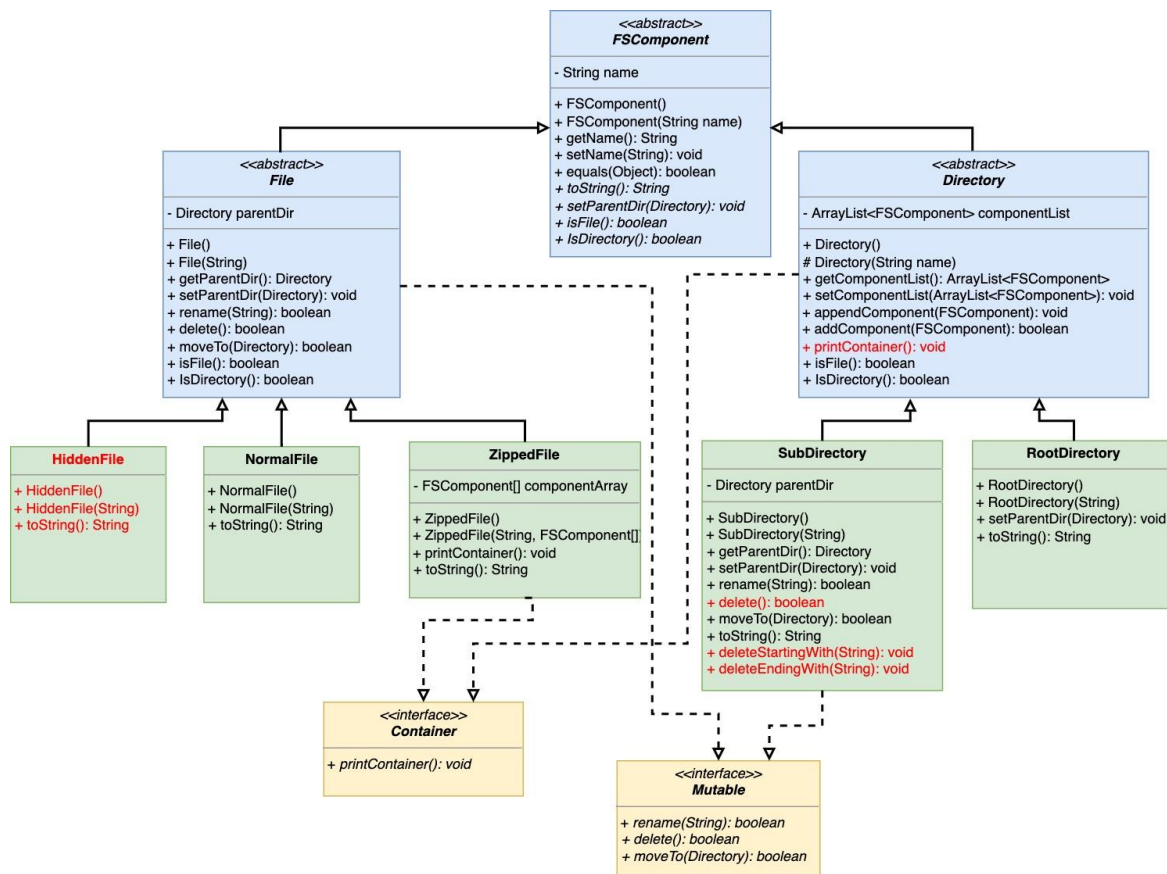 <<abstract>>
FSComponent
- String name
+ FSComponent()
+ FSComponent(String name)
+ getName(): String
+ setName(String): void
+ equals(Object): boolean
+ toString(): String
+ setParentDir(Directory): void
+ isFile(): boolean
+ IsDirectory(): boolean
<<abstract>>
File
- Directory parentDir
+ File()
+ File(String)
+ getParentDir(): Directory
+ setParentDir(Directory): void
+ rename(String): boolean
+ delete(): boolean
+ moveTo(Directory): boolean
+ isFile(): boolean
+ IsDirectory(): boolean
<<abstract>>
Directory
- ArrayList<FSComponent> componentList
+ Directory()
# Directory(String name)
+ getComponentList(): ArrayList<FSComponent>
+ setComponentList(ArrayList<FSComponent>): void
+ appendComponent(FSComponent): void
+ addComponent(FSComponent): boolean
+ printContainer(): void
+ isFile(): boolean
+ IsDirectory(): boolean
HiddenFile
+ HiddenFile()
+ HiddenFile(String)
+ toString(): String
NormalFile
+ NormalFile()
+ NormalFile(String)
+ toString(): String
ZippedFile
- FSComponent[] componentArray
+ ZippedFile()
+ ZippedFile(String, FSComponent[])
+ printContainer(): void
+ toString(): String
SubDirectory
- Directory parentDir
+ SubDirectory()
+ SubDirectory(String)
+ getParentDir(): Directory
+ setParentDir(Directory): void
+ rename(String): boolean
+ delete(): boolean
+ moveTo(Directory): boolean
+ toString(): String
+ deleteStartingWith(String): void
+ deleteEndingWith(String): void
RootDirectory
+ RootDirectory()
+ RootDirectory(String)
+ setParentDir(Directory): void
+ toString(): String
<<interface>>
Container
+ printContainer(): void
<<interface>>
Mutable
+ rename(String): boolean
+ delete(): boolean
+ moveTo(Directory): boolean